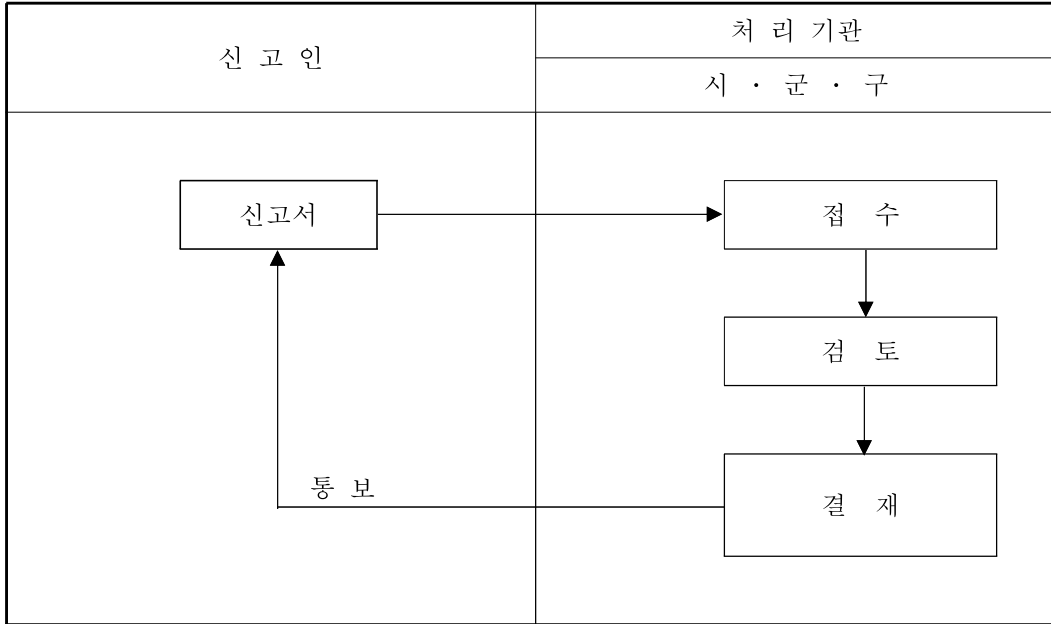 신 고 인
처 리 기관
시 · 군 · 구
신고서
접 수
검 토
통 보
결 재